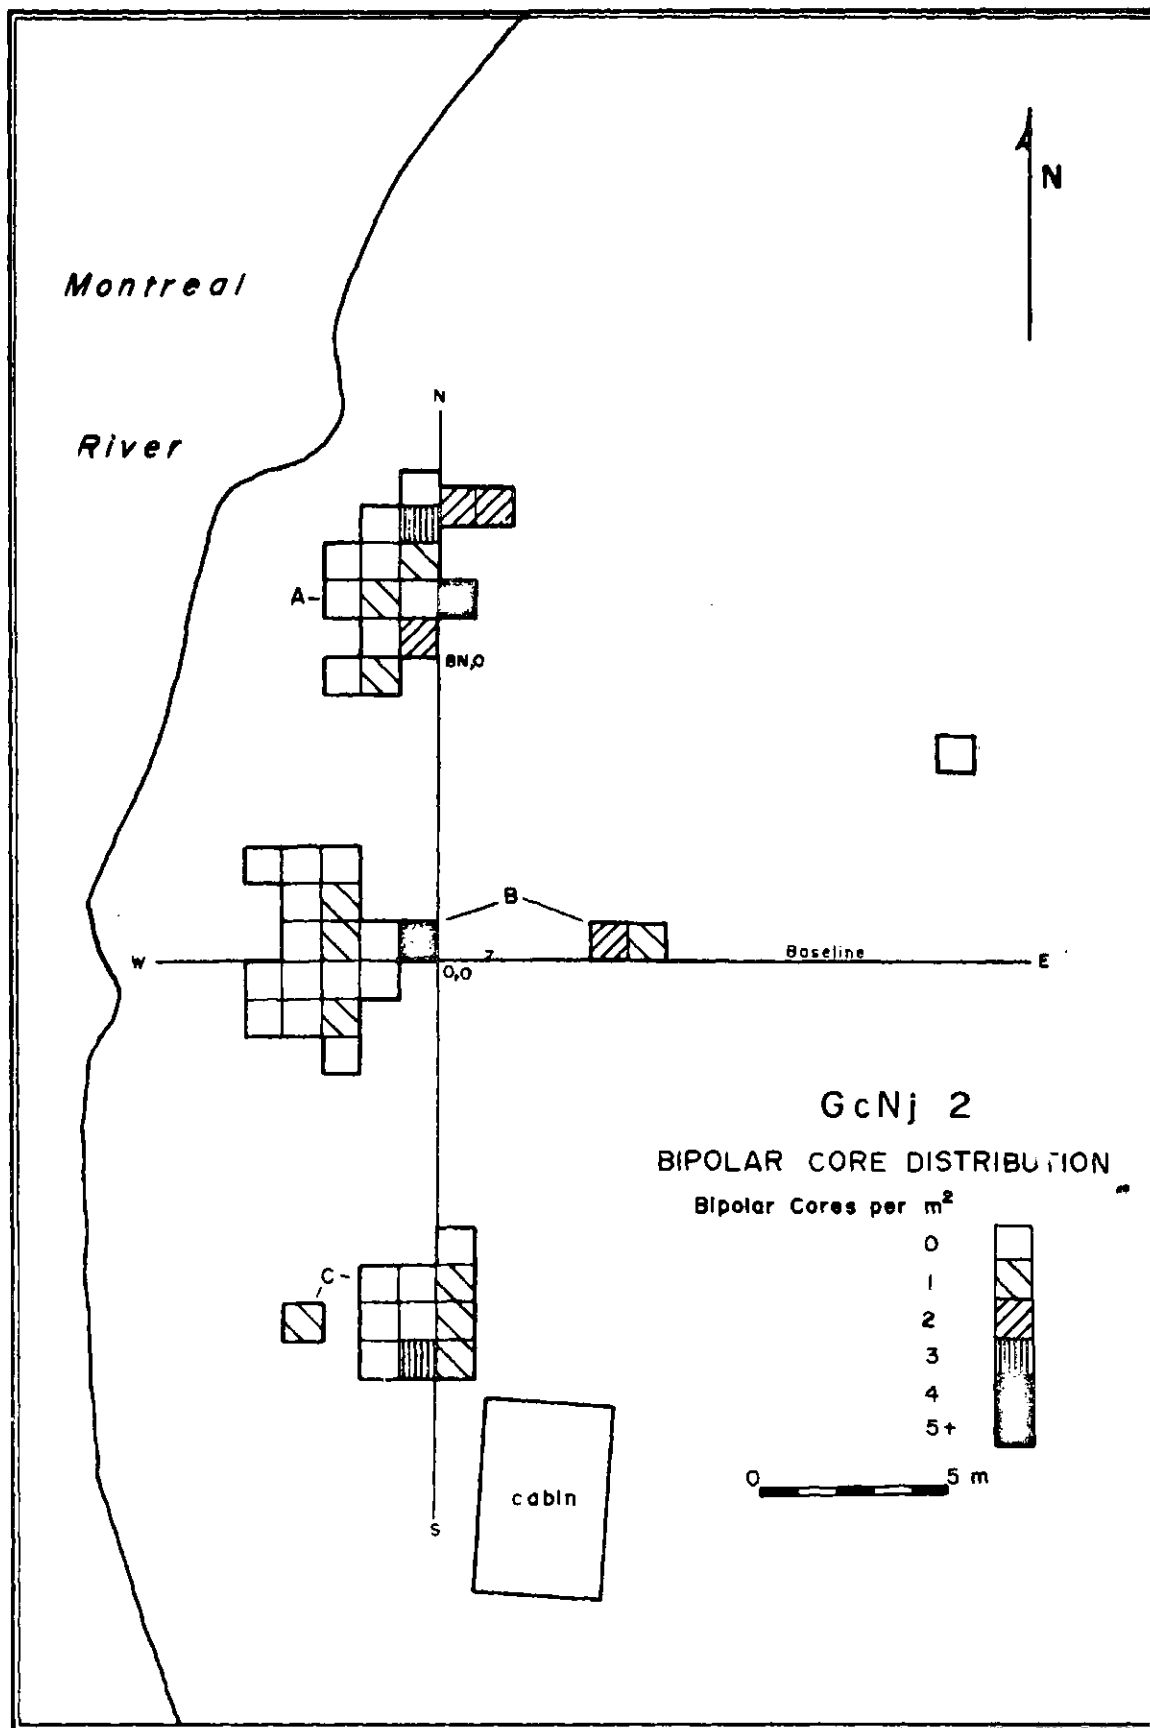 Montreal
River
N
N
A-
BN,0
B
W
0,0
Baseline
E
GcNj 2
BIPOLAR CORE DISTRIBUTION
Bipolar Cores per m²
0
1
2
3
4
5+
C-
0 5 m
cabin
S